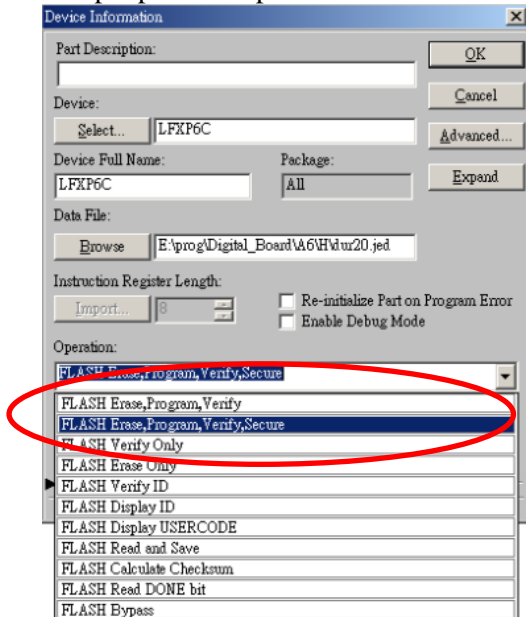 Device Information
Part Description:
OK
Device:
Cancel
Select... LFXP6C
Advanced...
Device Full Name: Package:
LFXP6C All
Expand
Data File:
Browse E:\prog\Digital_Board\A6\H\dur20.jed
Instruction Register Length:
Import... 8
Re-initialize Part on Program Error
Enable Debug Mode
Operation:
FLASH Erase,Program,Verify,Secure
FLASH Erase,Program,Verify
FLASH Erase,Program,Verify,Secure
FLASH Verify Only
FLASH Erase Only
FLASH Verify ID
FLASH Display ID
FLASH Display USERCODE
FLASH Read and Save
FLASH Calculate Checksum
FLASH Read DONE bit
FLASH Bypass